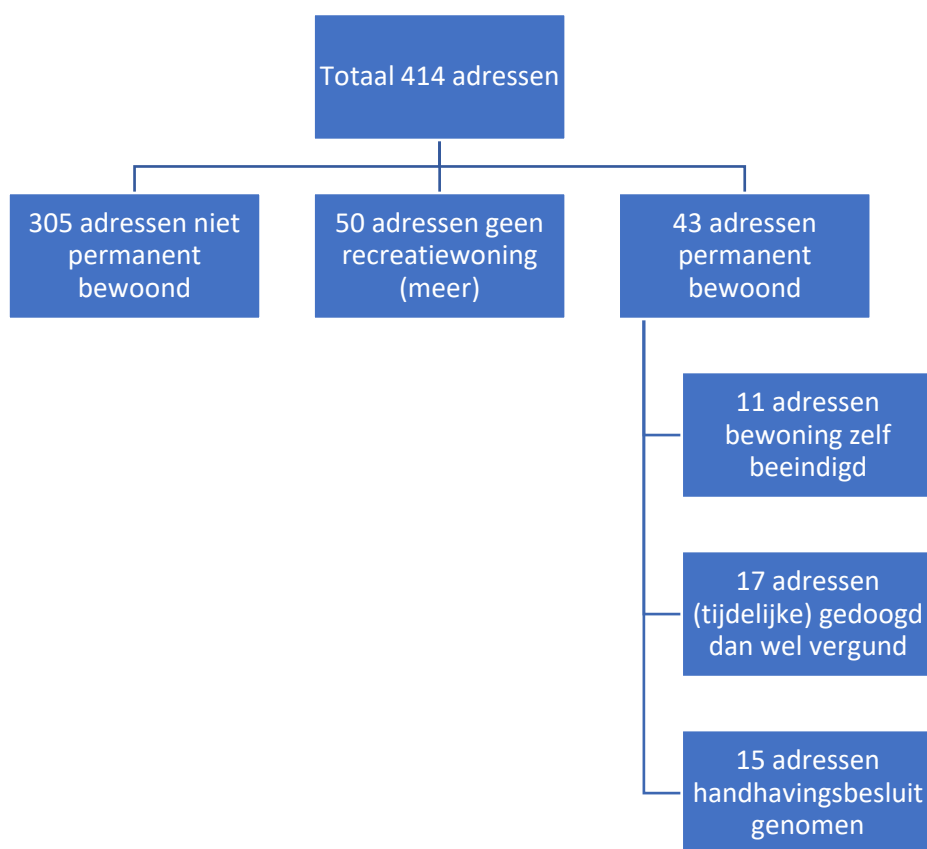 Totaal 414 adressen
305 adressen niet
permanent
bewoond
50 adressen geen
recreatiewoning
(meer)
43 adressen
permanent
bewoond
11 adressen
bewoning zelf
beeindigd
17 adressen
(tijdelijke) gedoogd
dan wel vergund
15 adressen
handhavingsbesluit
genomen